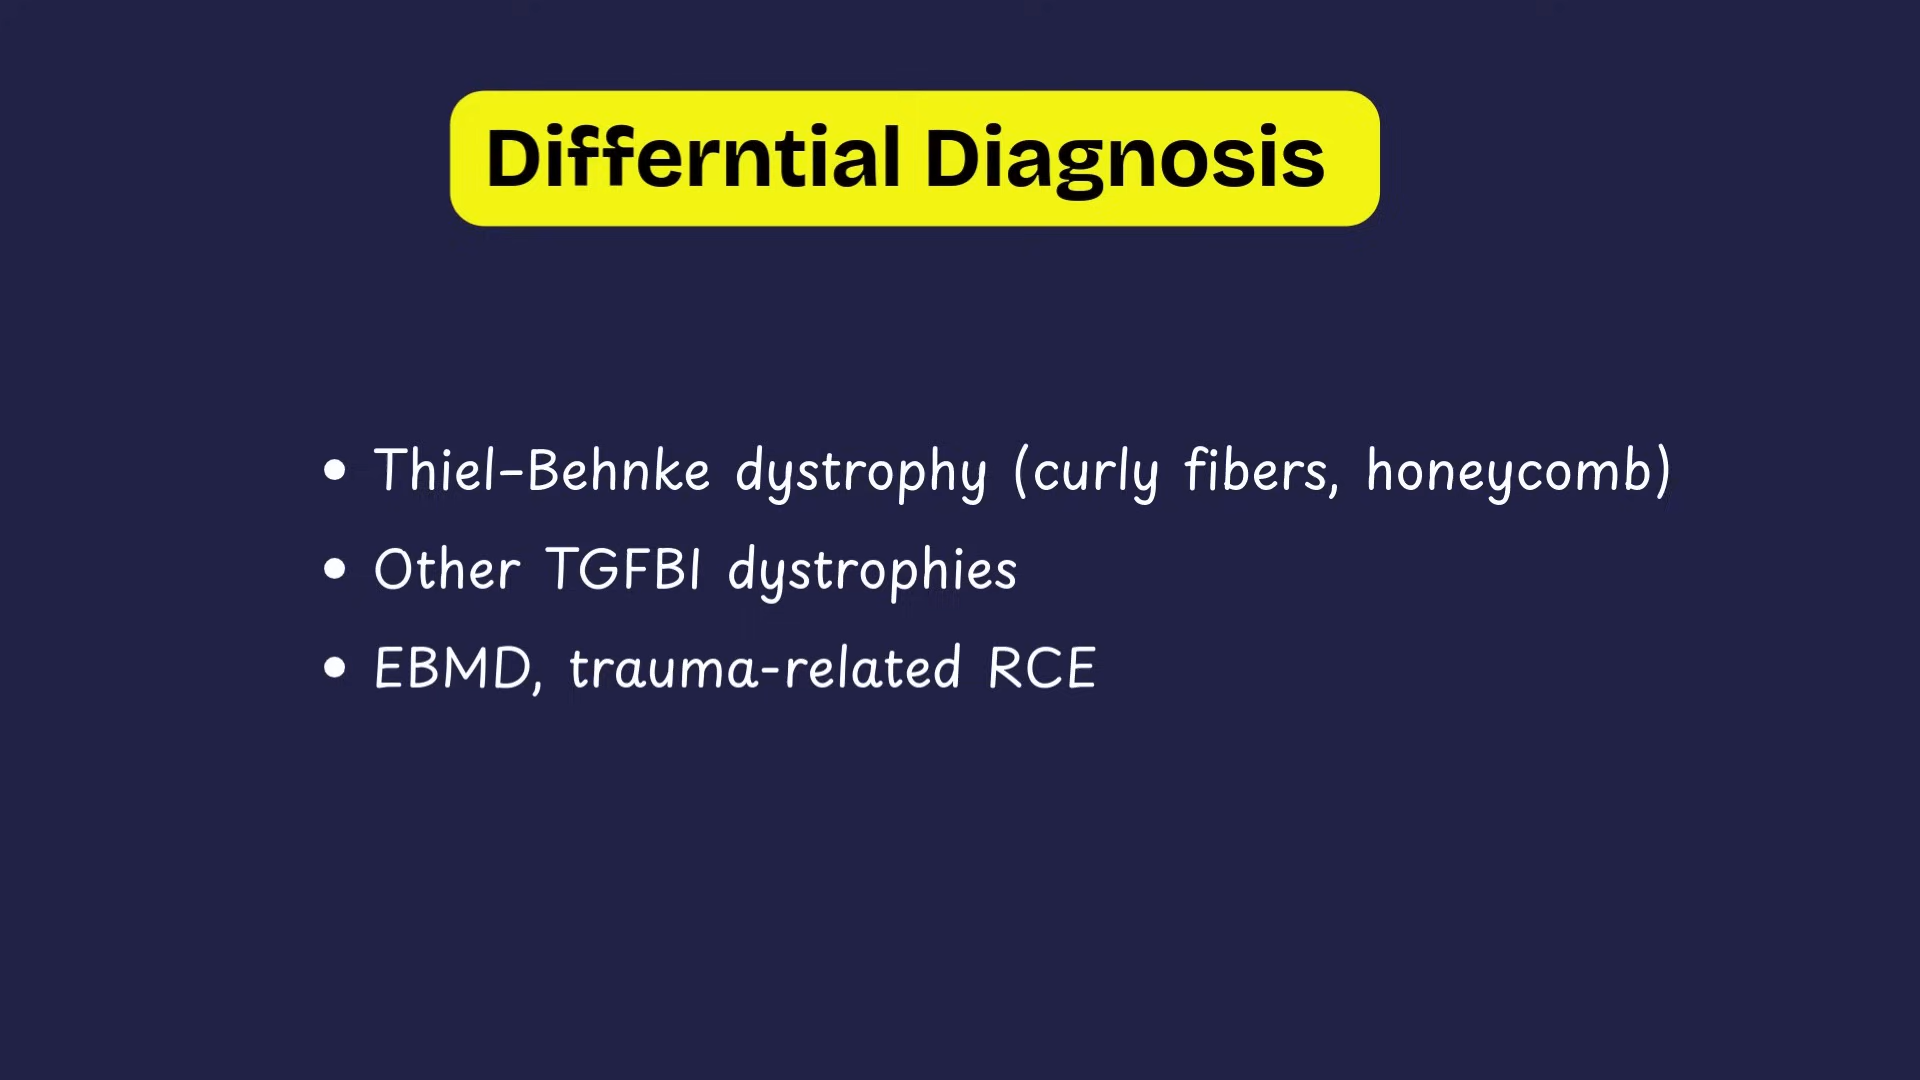 Differntial Diagnosis
• Thiel-Behnke dystrophy (curly fibers, honeycomb)
• Other TGFBI dystrophies
• EBMD, trauma-related RCE